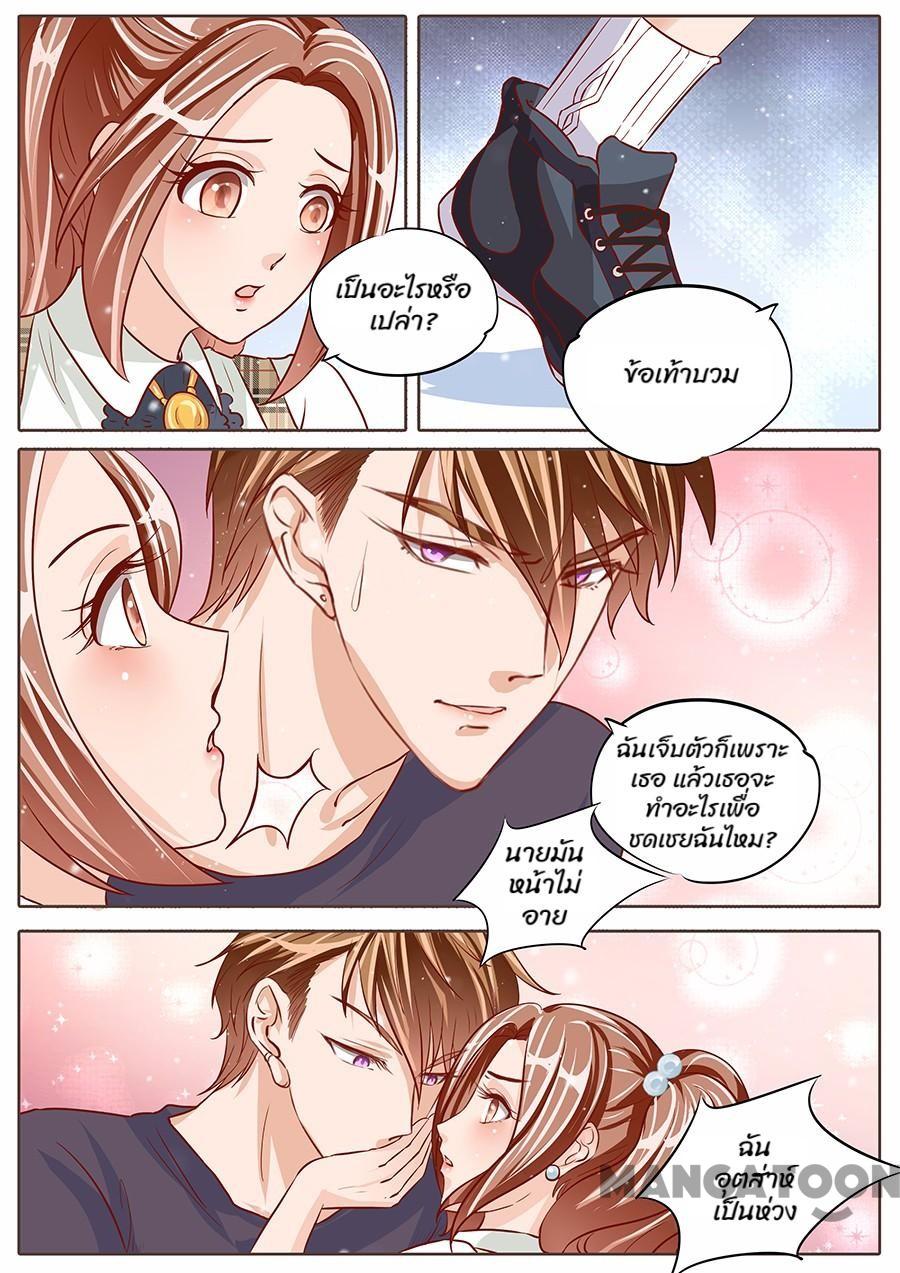 เป็นอะไรหรือ
เปล่า?
ข้อเท้าบวม
ฉันเจ็บตัวก็เพราะ
เธอ แล้วเธอจะ
ทำอะไรเพื่อ
ชดเชยฉันไหม?
นายมัน
หน้าไม่
อาย
ฉัน
อุตส่าห์
เป็นห่วง
MANGATOON